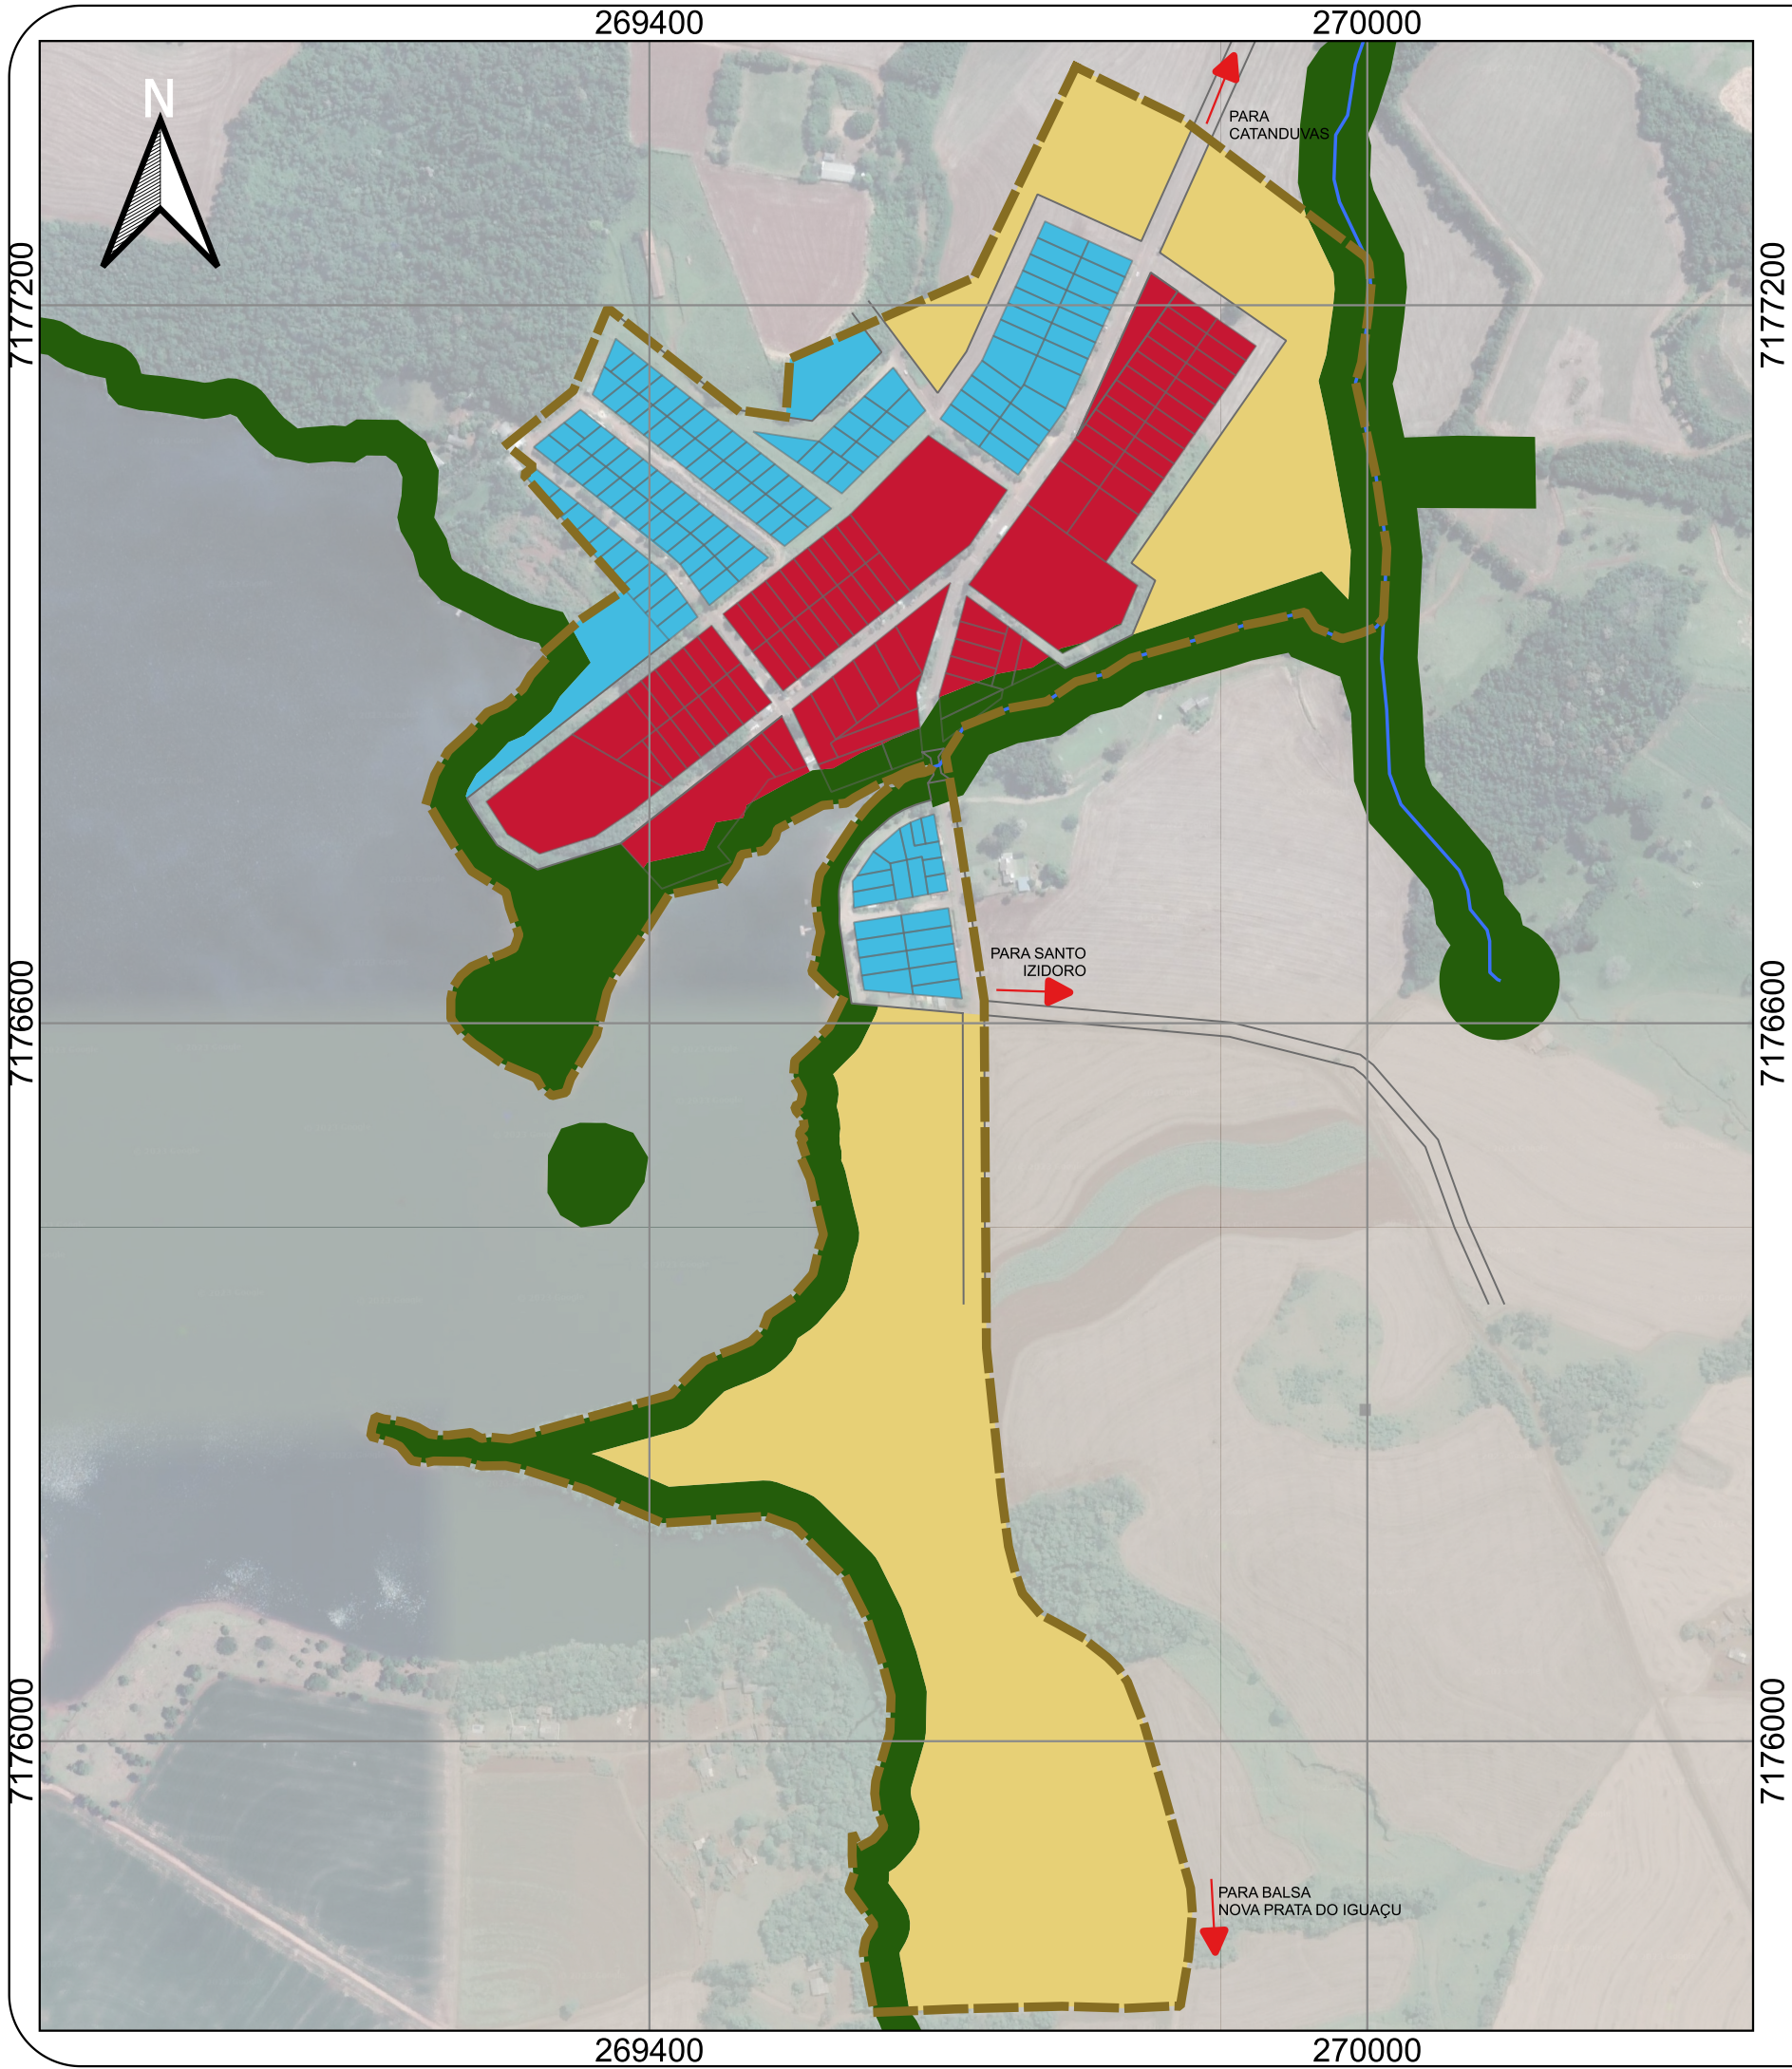 269400
270000
N
PARA
CATANDUVAS
7177200
7177200
PARA SANTO
IZIDORO
7176600
7176600
7176000
7176000
PARA BALSA
NOVA PRATA DO IGUAÇU
269400
270000